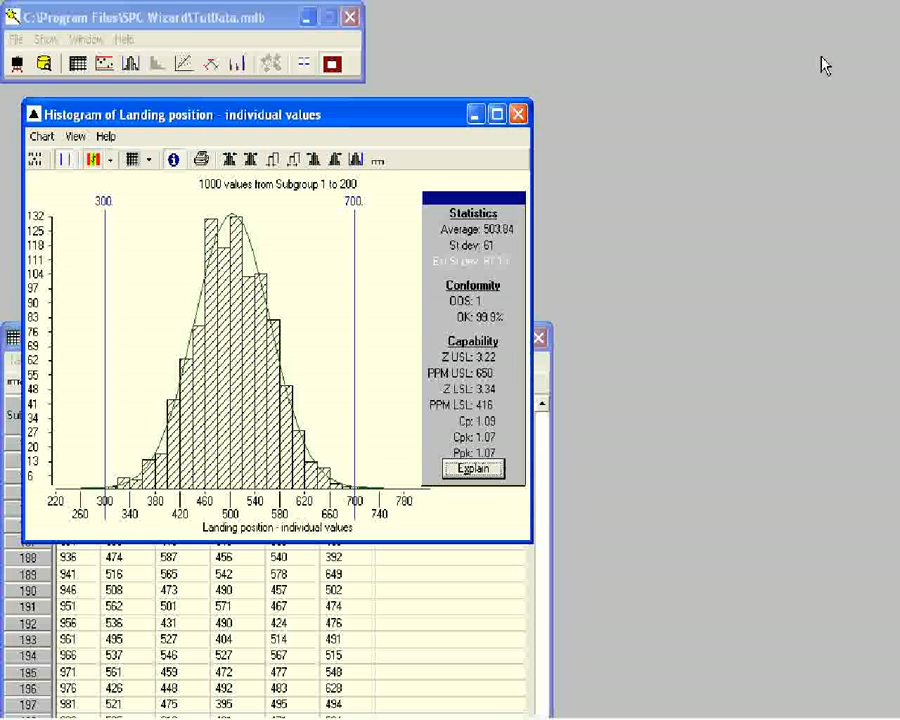 C:\Program Files\SPC Wizard\TutData.mlb
File Show Window Help
Histogram of Landing position - individual values
Chart View Help
1000 values from Subgroup 1 to 200
300. 700.
132
125
118
111
104
97
90
83
76
69
62
55
48
41
34
27
20
13
6
220 300 380 460 540 620 700 780
260 340 420 500 580 660 740
Landing position - individual values
Statistics
Average: 503.84
St.dev: 61
Conformity
OOS: 1
OK: 99.9%
Capability
Z USL: 3.22
PPM USL: 650
Z LSL: 3.34
PPM LSL: 416
Cp: 1.09
Cpk: 1.07
Ppk: 1.07
Explain
188 936 474 587 456 540 392
189 941 516 565 542 578 649
190 946 508 473 490 457 502
191 951 562 501 571 467 474
192 956 536 431 490 424 476
193 961 495 527 404 514 491
194 966 537 546 527 567 515
195 971 561 459 472 477 548
196 976 426 448 492 483 628
197 981 521 475 395 495 494